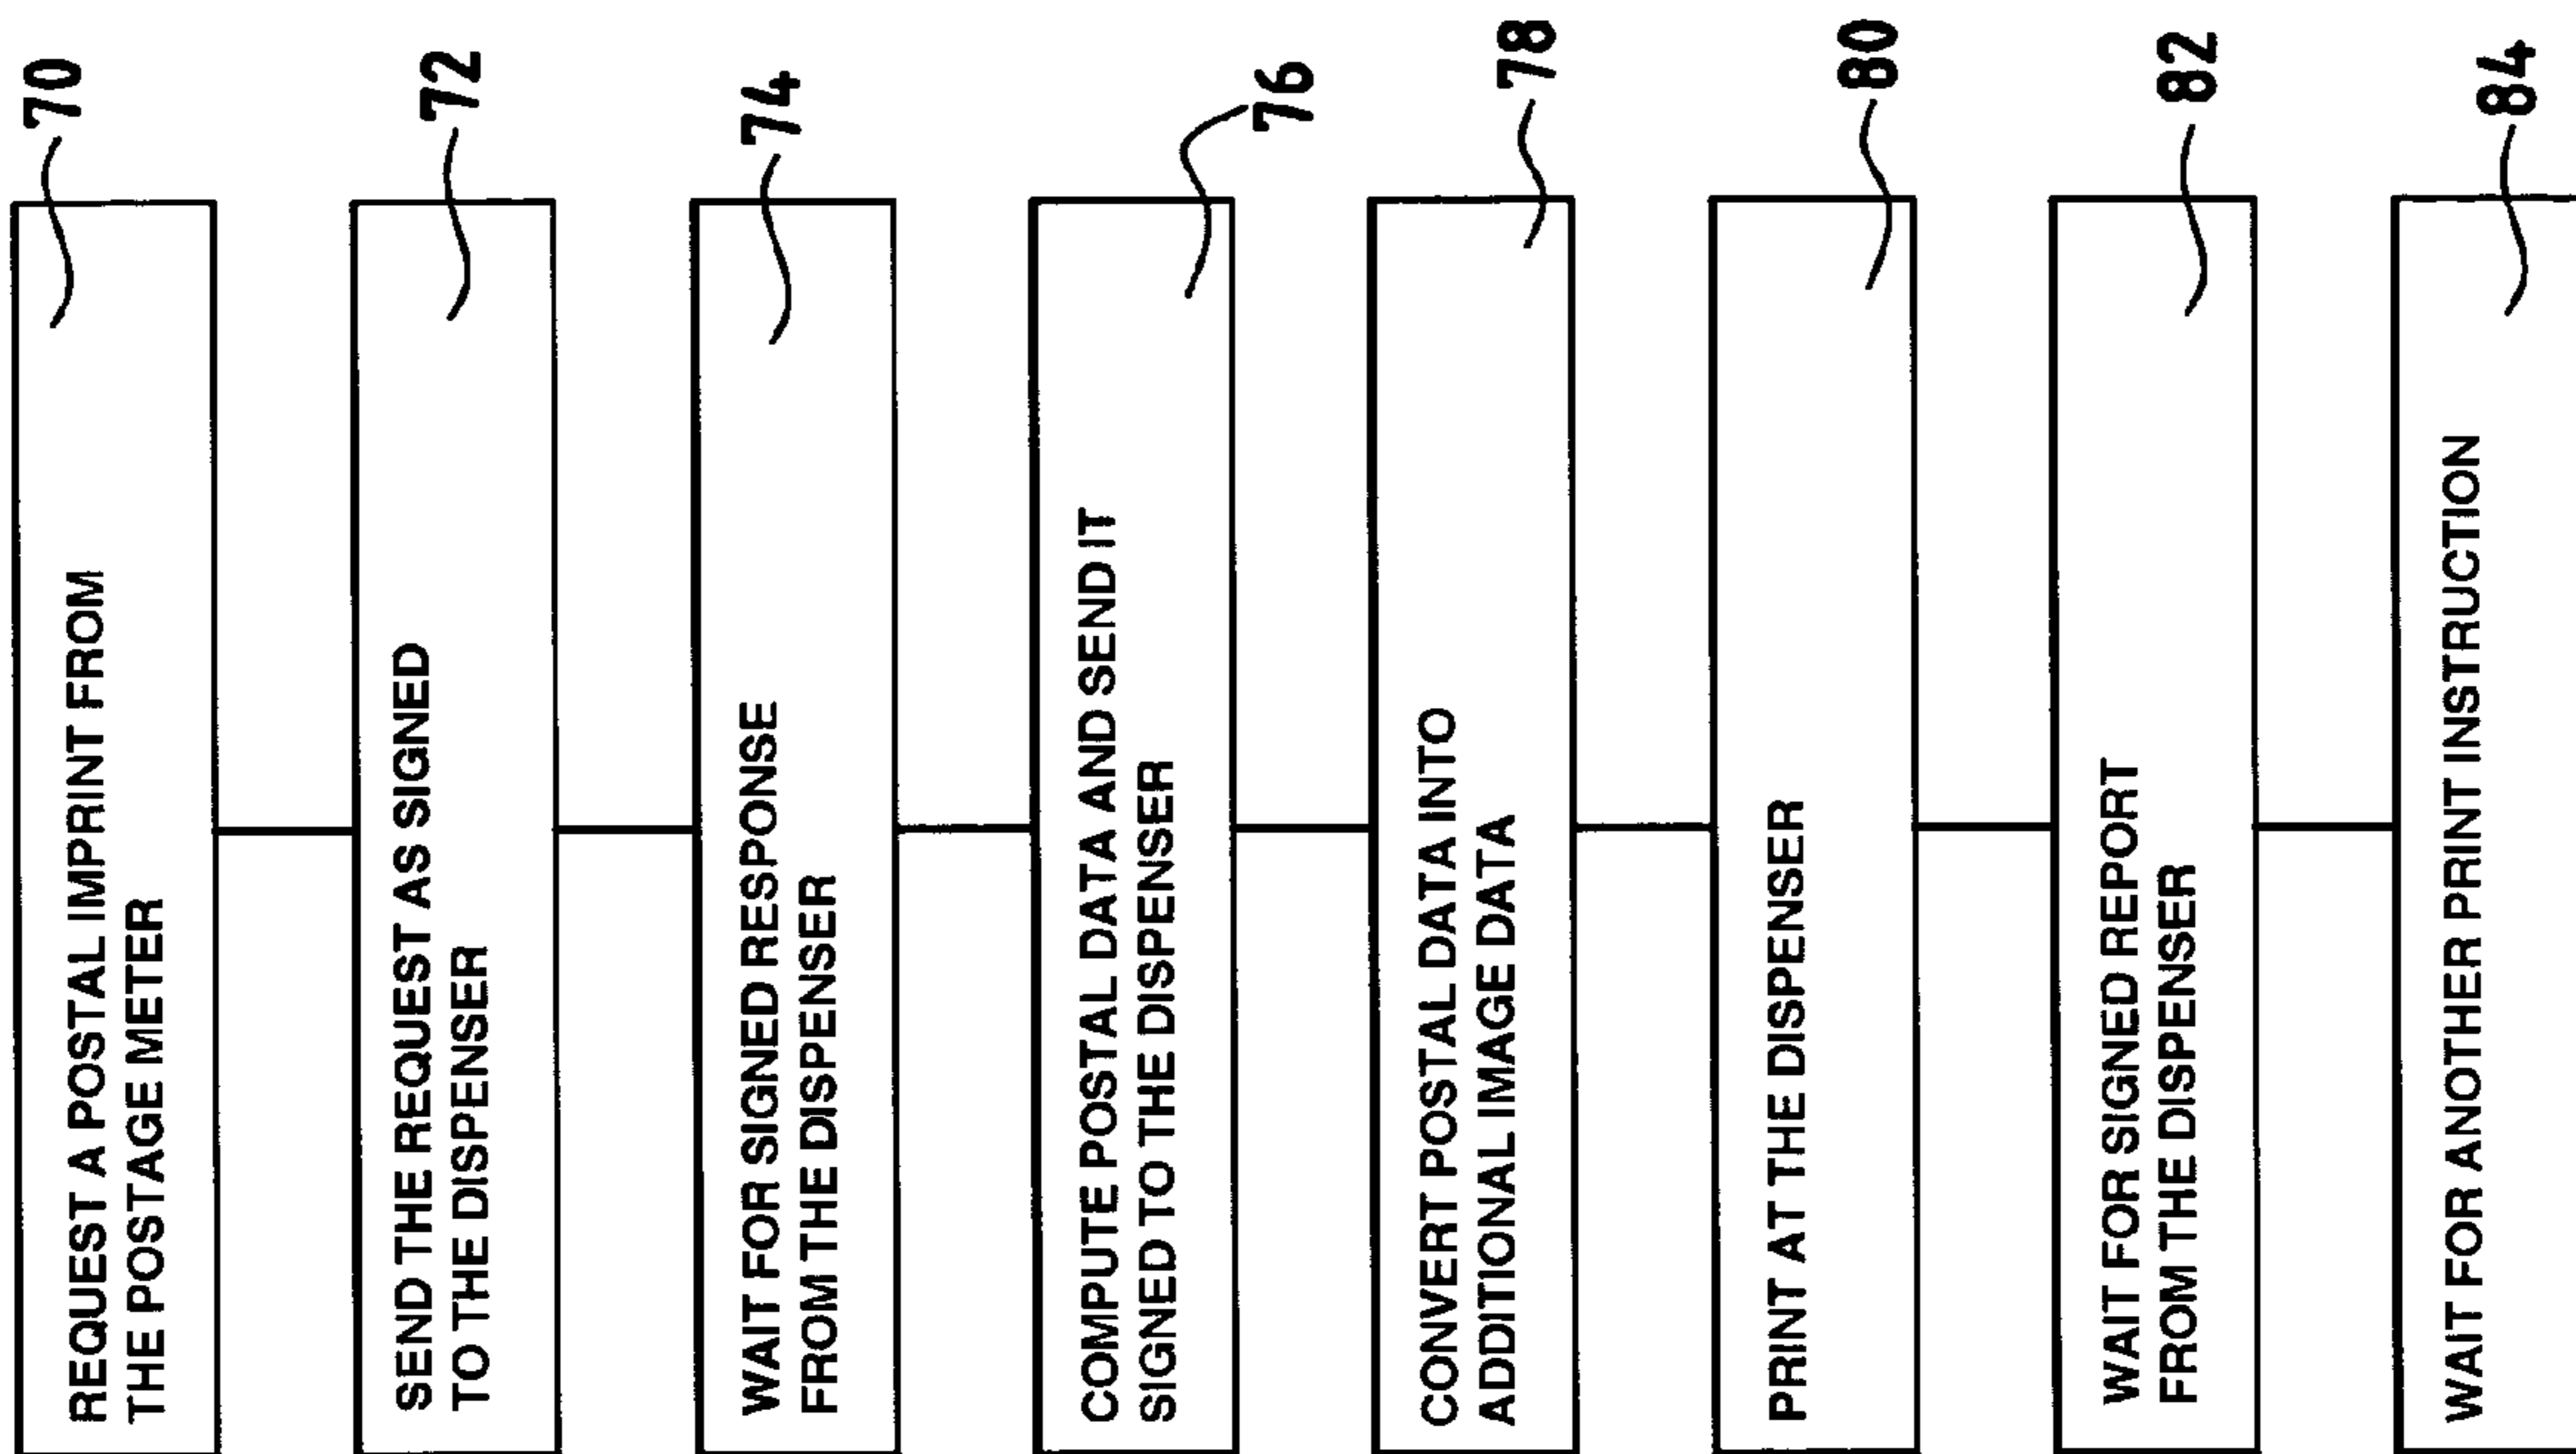 REQUEST A POSTAL IMPRINT FROM
THE POSTAGE METER
70
SEND THE REQUEST AS SIGNED
TO THE DISPENSER
72
WAIT FOR SIGNED RESPONSE
FROM THE DISPENSER
74
COMPUTE POSTAL DATA AND SEND IT
SIGNED TO THE DISPENSER
76
CONVERT POSTAL DATA INTO
ADDITIONAL IMAGE DATA
78
PRINT AT THE DISPENSER
80
WAIT FOR SIGNED REPORT
FROM THE DISPENSER
82
WAIT FOR ANOTHER PRINT INSTRUCTION
84